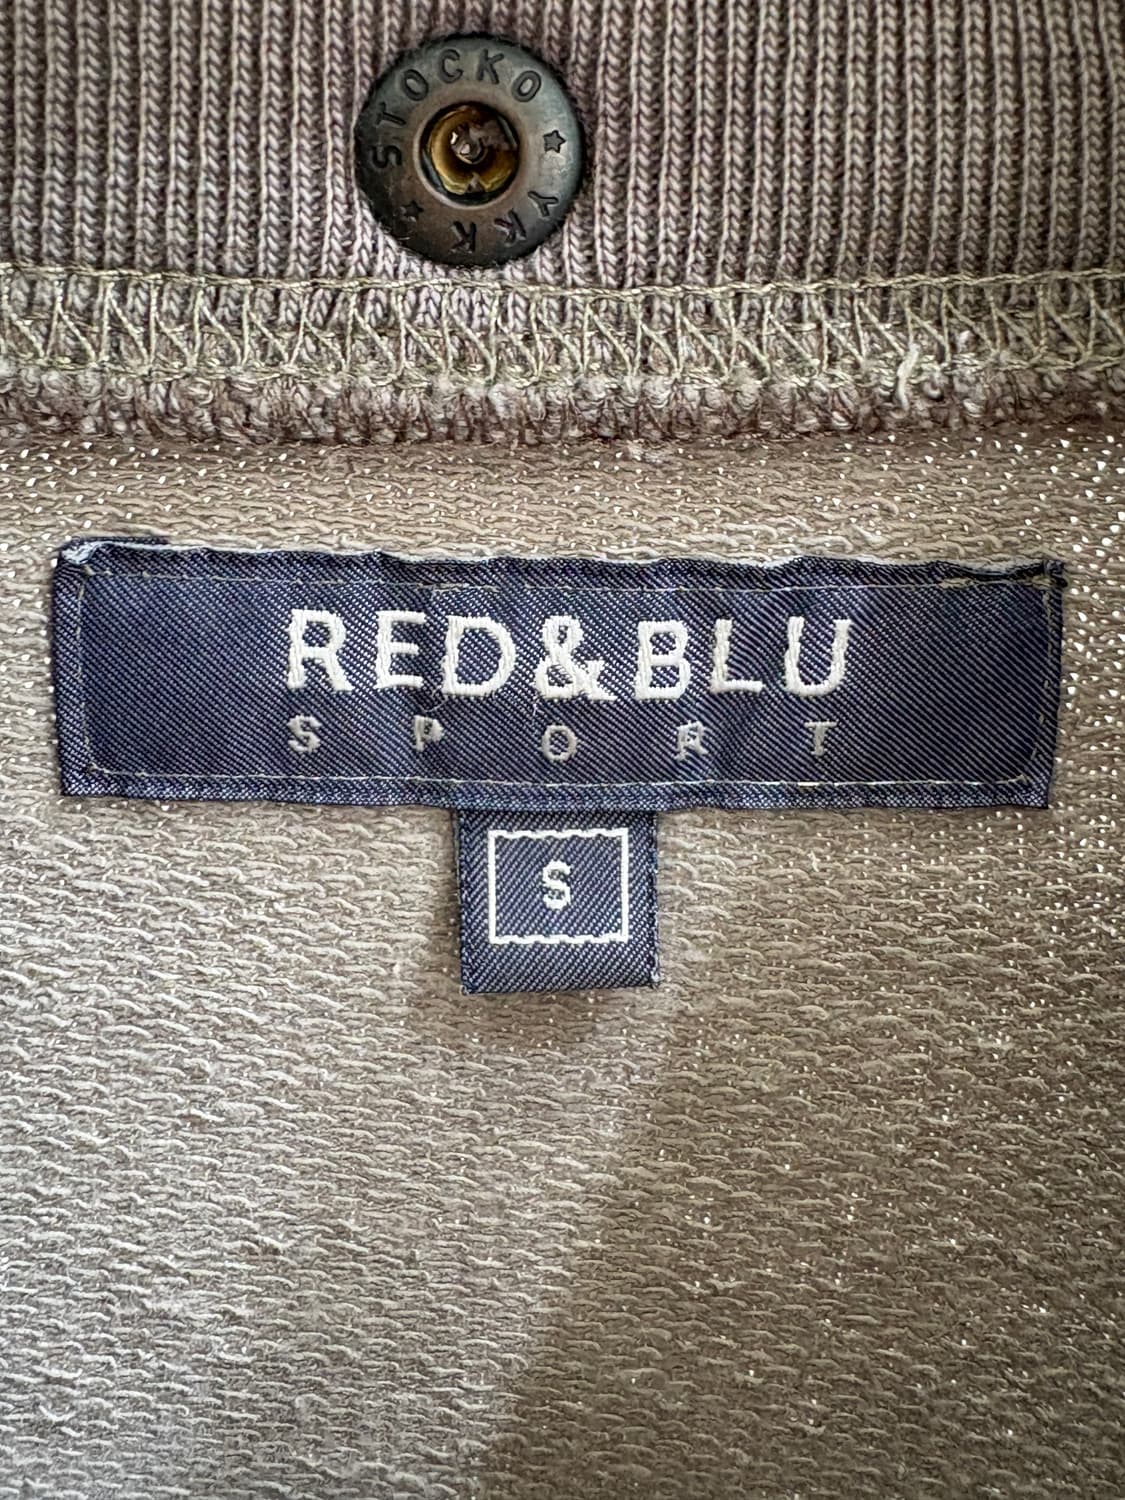 STOCKO ★ YKK ★
RED&BLU
SPORT
S